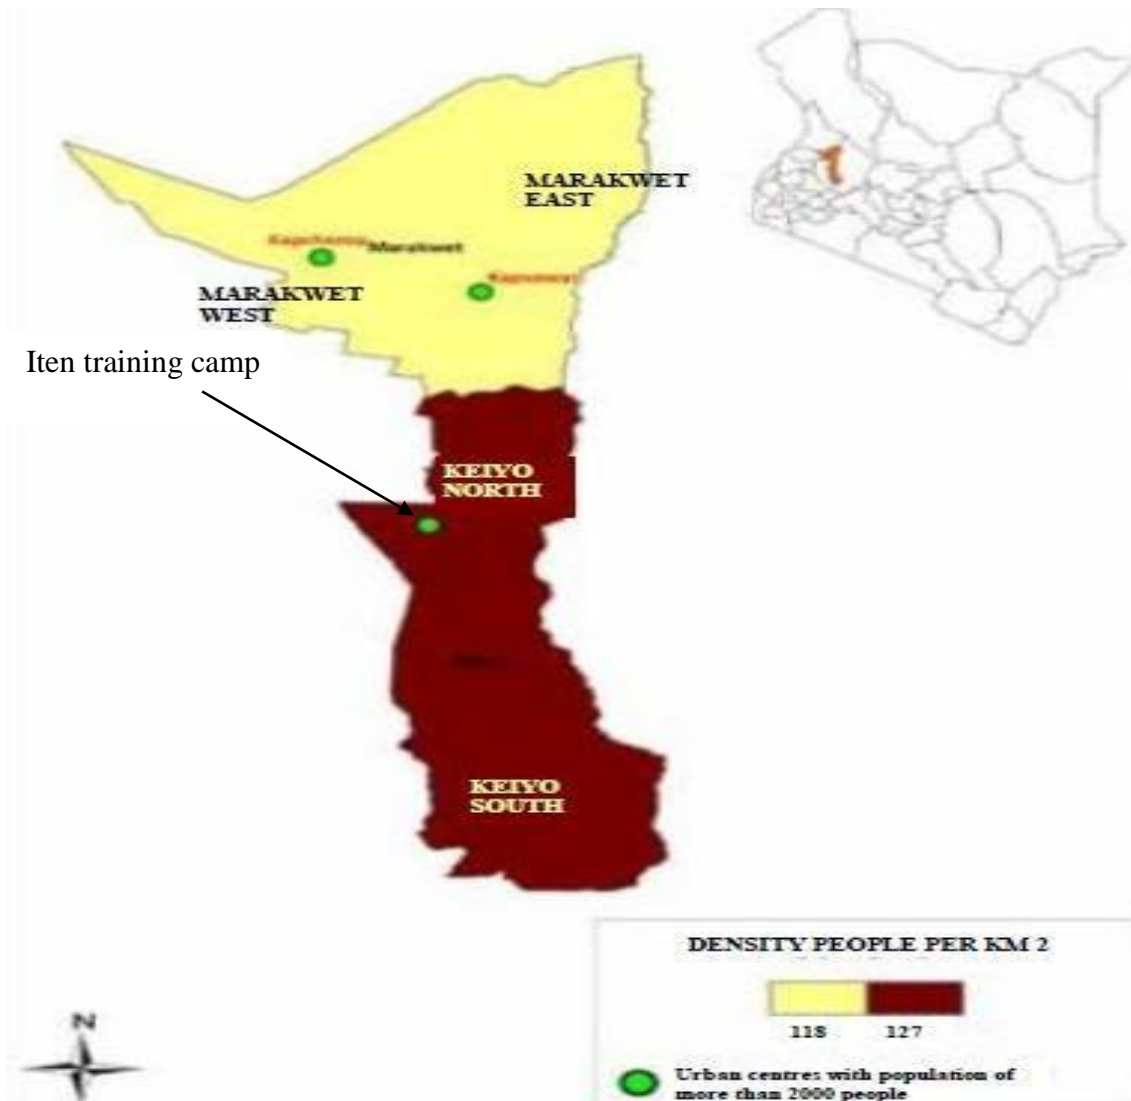 MARAKWET
EAST
Marakwet
MARAKWET
WEST
Iten training camp
KEIYO
NORTH
KEIYO
SOUTH
DENSITY PEOPLE PER KM 2
118 127
N
Urban centres with population of
more than 2000 people